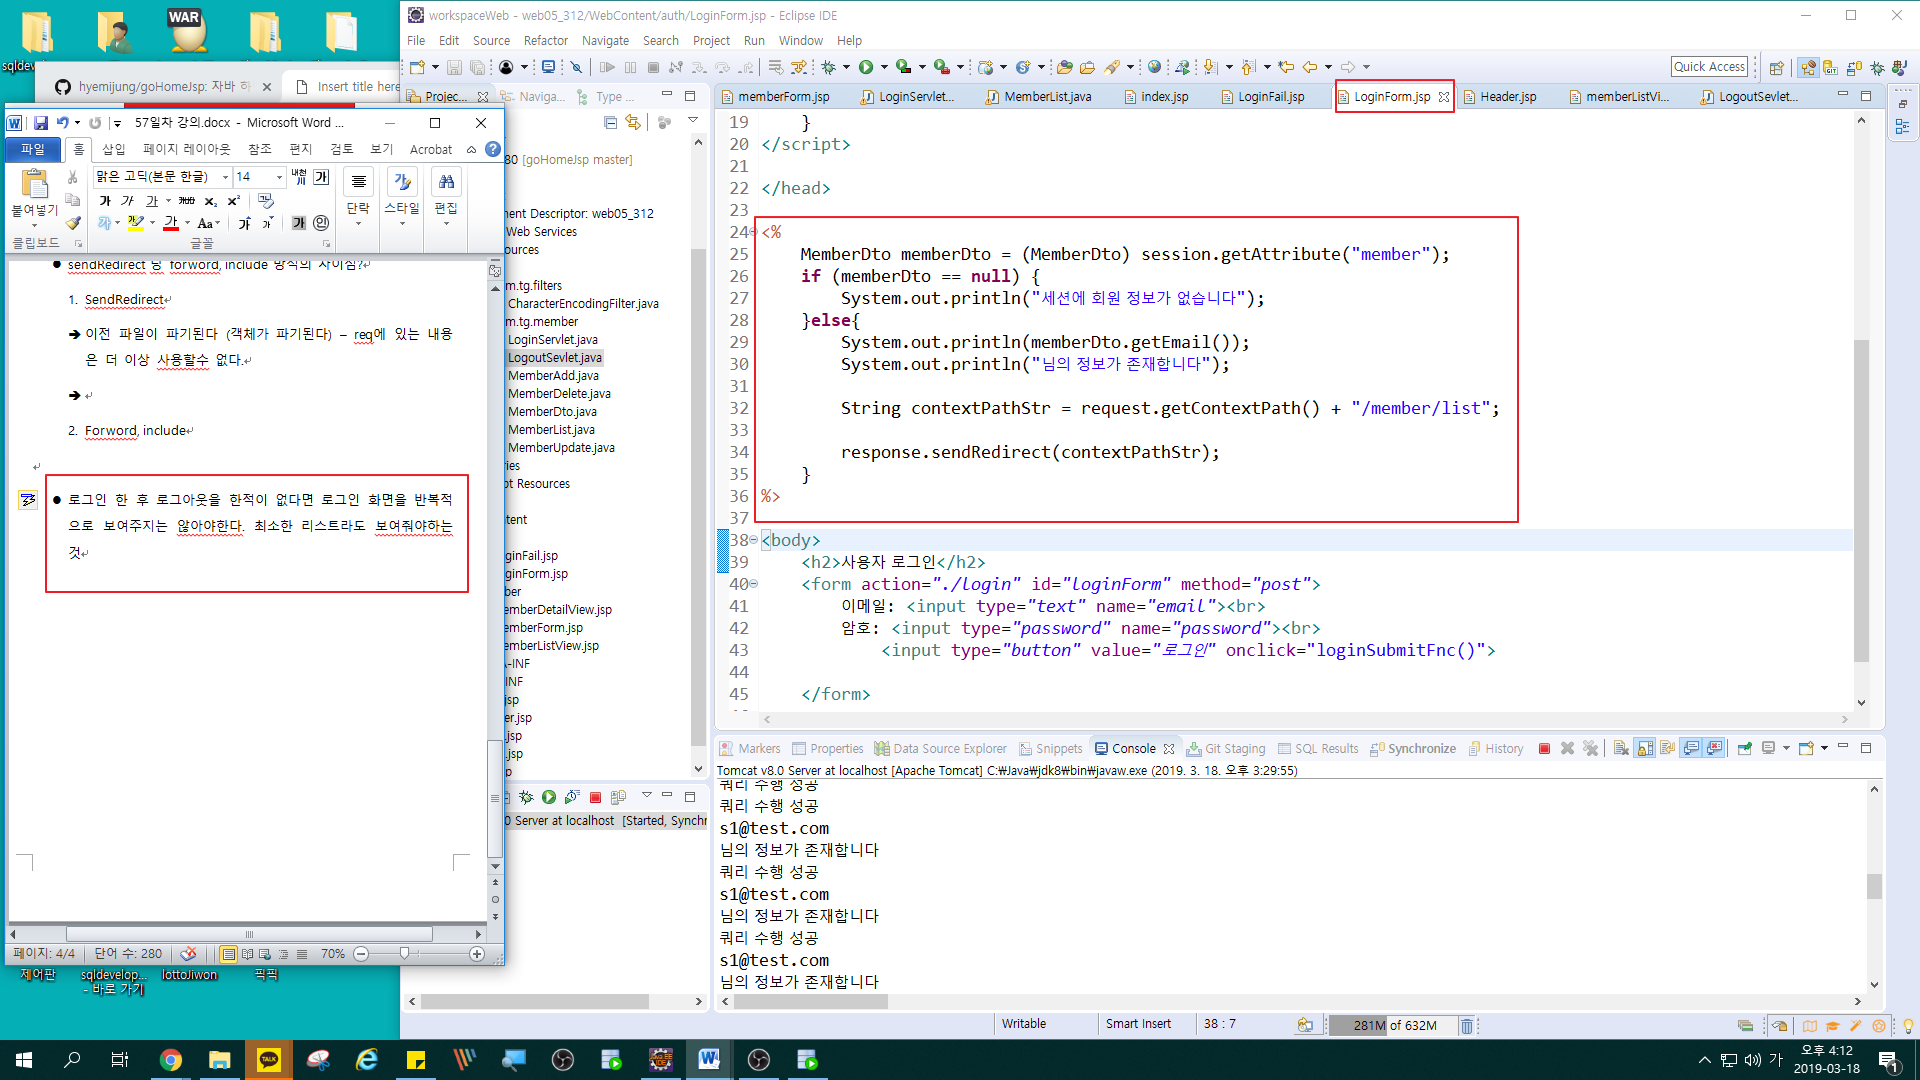 workspaceWeb - web05_312/WebContent/auth/LoginForm.jsp - Eclipse IDE
File Edit Source Refactor Navigate Search Project Run Window Help
Quick Access
WAR
hyemijung/goHomeJsp: 자바 하
Insert title here
57일차 강의.docx - Microsoft Word ...
파일 홈 삽입 페이지 레이아웃 참조 편지 검토 보기 Acrobat
맑은 고딕(본문 한글) 14
붙여넣기
단락 스타일 편집
클립보드 글꼴
sendRedirect 랑 forword, include 방식의 차이점?
1. SendRedirect
➔ 이전 파일이 파기된다 (객체가 파기된다) – req에 있는 내용
은 더 이상 사용할수 없다.
➔
2. Forword, include
● 로그인 한 후 로그아웃을 한적이 없다면 로그인 화면을 반복적
으로 보여주지는 않아야한다. 최소한 리스트라도 보여줘야하는
것
페이지: 4/4 단어 수: 280 70%
제어판
sqldevelop... - 바로 가기
lottoJiwon
픽픽
Projec... Naviga... Type ...
80 [goHomeJsp master]
nent Descriptor: web05_312
Web Services
ources
m.tg.filters
CharacterEncodingFilter.java
m.tg.member
LoginServlet.java
LogoutSevlet.java
MemberAdd.java
MemberDelete.java
MemberDto.java
MemberList.java
MemberUpdate.java
ries
pt Resources
ntent
ginFail.jsp
ginForm.jsp
ber
emberDetailView.jsp
emberForm.jsp
emberListView.jsp
A-INF
INF
.jsp
er.jsp
.jsp
.jsp
p
0 Server at localhost [Started, Synchr
memberForm.jsp LoginServlet... MemberList.java index.jsp LoginFail.jsp LoginForm.jsp Header.jsp memberListVi... LogoutSevlet...
19 }
20 </script>
21
22 </head>
23
24 <%
25 MemberDto memberDto = (MemberDto) session.getAttribute("member");
26 if (memberDto == null) {
27 System.out.println("세션에 회원 정보가 없습니다");
28 }else{
29 System.out.println(memberDto.getEmail());
30 System.out.println("님의 정보가 존재합니다");
31
32 String contextPathStr = request.getContextPath() + "/member/list";
33
34 response.sendRedirect(contextPathStr);
35 }
36 %>
37
38 <body>
39 <h2>사용자 로그인</h2>
40 <form action="./login" id="loginForm" method="post">
41 이메일: <input type="text" name="email"><br>
42 암호: <input type="password" name="password"><br>
43 <input type="button" value="로그인" onclick="loginSubmitFnc()">
44
45 </form>
Markers Properties Data Source Explorer Snippets Console Git Staging SQL Results Synchronize History
Tomcat v8.0 Server at localhost [Apache Tomcat] C:₩Java₩jdk8₩bin₩javaw.exe (2019. 3. 18. 오후 3:29:55)
쿼리 수행 성공
쿼리 수행 성공
s1@test.com
님의 정보가 존재합니다
쿼리 수행 성공
s1@test.com
님의 정보가 존재합니다
쿼리 수행 성공
s1@test.com
님의 정보가 존재합니다
Writable Smart Insert 38 : 7 281M of 632M
TALK
가
오후 4:12
2019-03-18
1